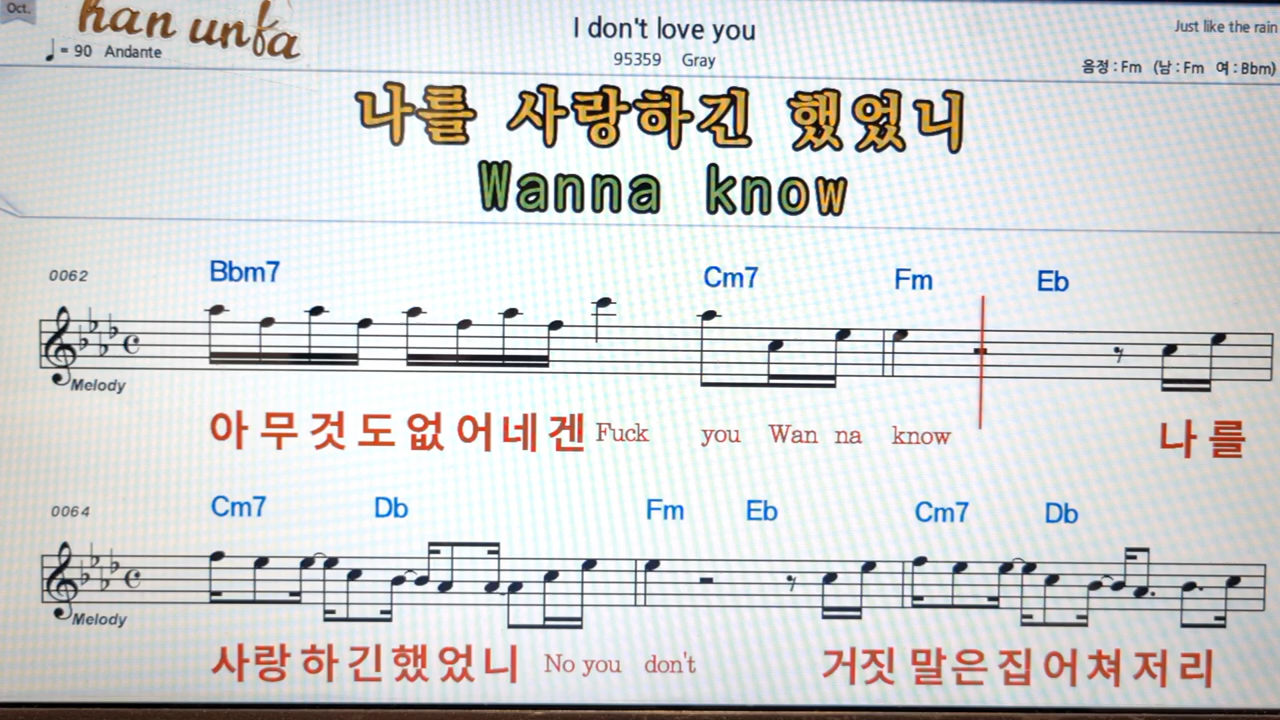 Oct.
han unfa
I don't love you
Just like the rain
♩ = 90 Andante
95359 Gray
음정 : Fm (남 : Fm 여 : Bbm)
나를 사랑하긴 했었니
Wanna know
0062 Bbm7 Cm7 Fm Eb
Melody
아무것도없어네겐 Fuck you Wan na know 나를
0064 Cm7 Db Fm Eb Cm7 Db
Melody
사랑하긴했었니 No you don't 거짓말은집어쳐저리